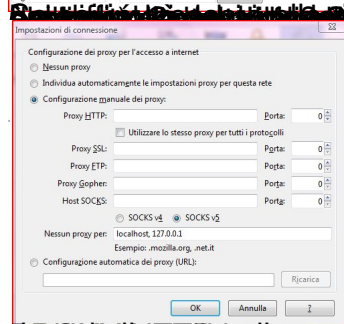 Impostazioni di connessione
Configurazione dei proxy per l'accesso a internet
Nessun proxy
Individua automaticamente le impostazioni proxy per questa rete
Configurazione manuale dei proxy:
Proxy HTTP: Porta: 0
Utilizzare lo stesso proxy per tutti i protocolli
Proxy SSL: Porta: 0
Proxy FTP: Porta: 0
Proxy Gopher: Porta: 0
Host SOCKS: Porta: 0
SOCKS v4 SOCKS v5
Nessun proxy per: localhost, 127.0.0.1
Esempio: .mozilla.org, .net.it
Configurazione automatica dei proxy (URL):
Ricarica
OK Annulla ?